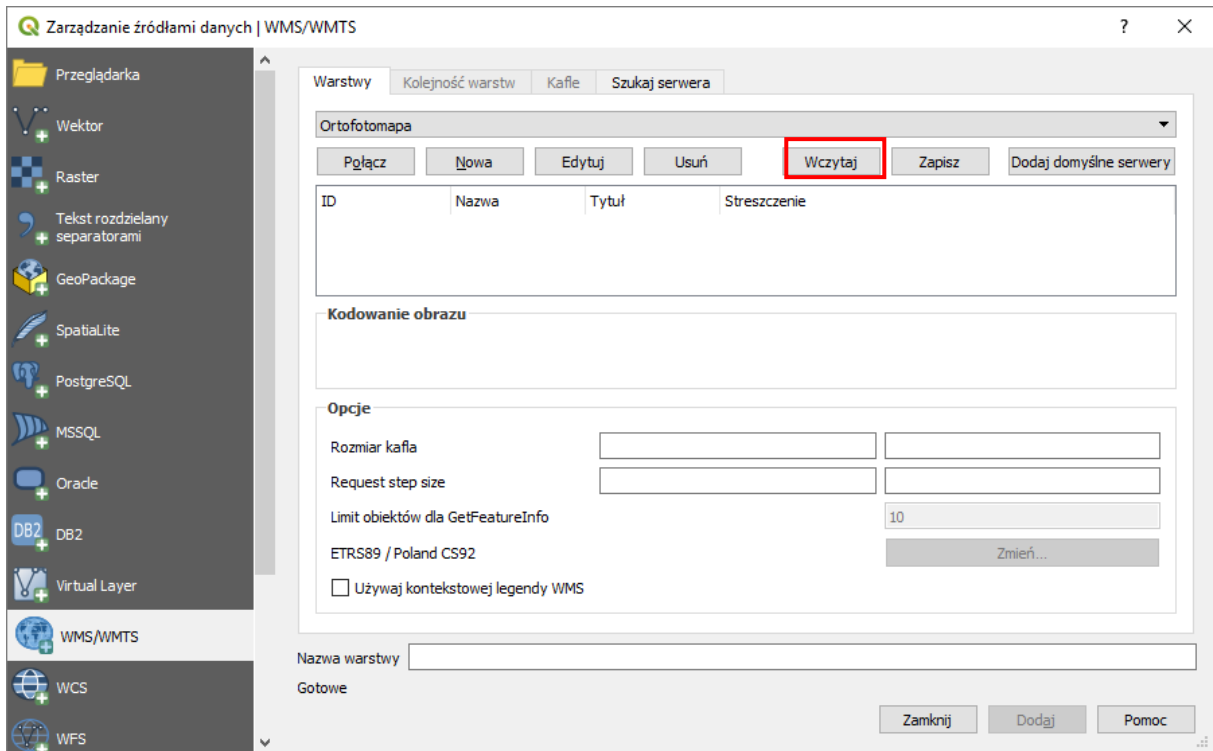 Zarządzanie źródłami danych | WMS/WMTS
?
Przeglądarka
Wektor
Raster
Tekst rozdzielany
separatorami
GeoPackage
SpatiaLite
PostgreSQL
MSSQL
Oracle
DB2
DB2
Virtual Layer
WMS/WMTS
WCS
WFS
Warstwy Kolejność warstw Kafle Szukaj serwera
Ortofotomapa
Połącz Nowa Edytuj Usuń Wczytaj Zapisz Dodaj domyślne serwery
ID Nazwa Tytuł Streszczenie
Kodowanie obrazu
Opcje
Rozmiar kafla
Request step size
Limit obiektów dla GetFeatureInfo 10
ETRS89 / Poland CS92 Zmień...
Używaj kontekstowej legendy WMS
Nazwa warstwy
Gotowe
Zamknij Dodaj Pomoc